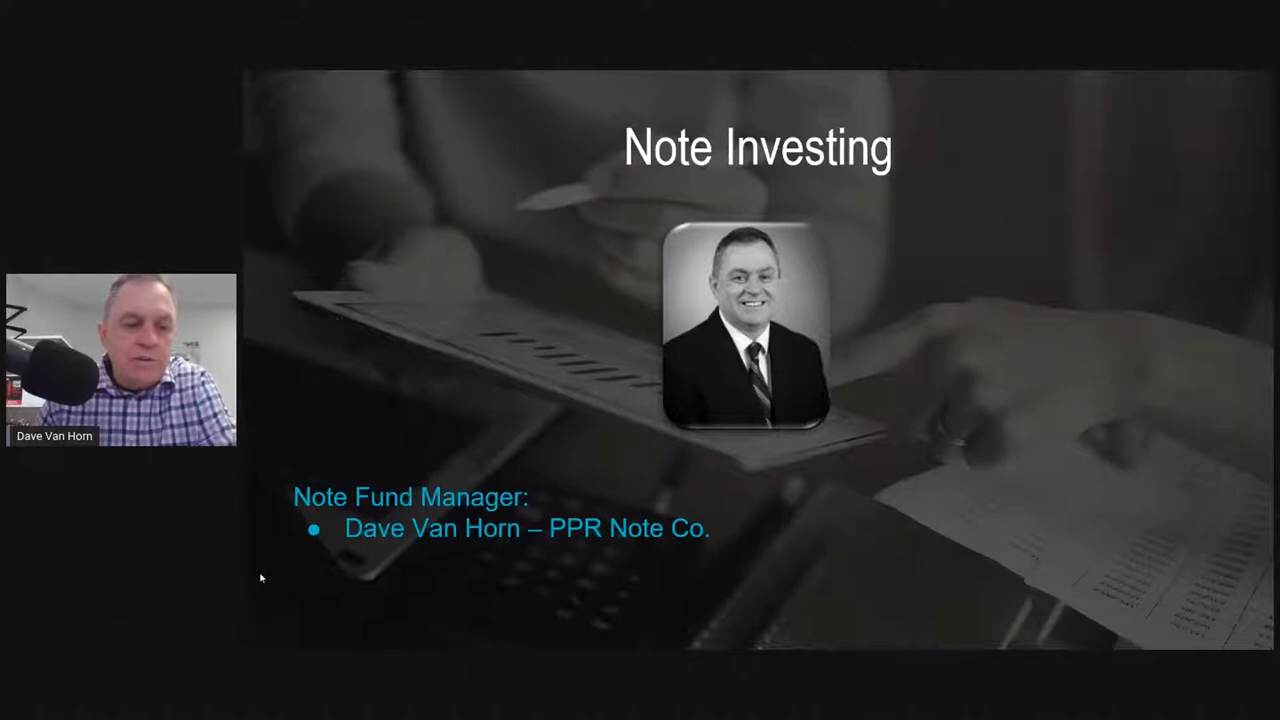 Note Investing
Dave Van Horn
Note Fund Manager:
● Dave Van Horn – PPR Note Co.